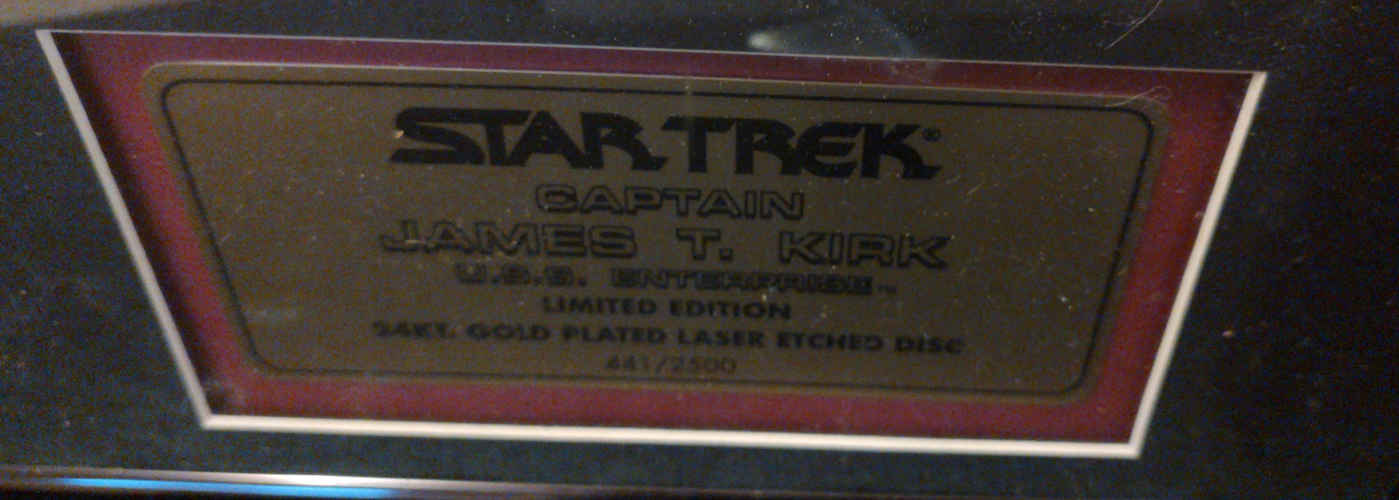 STAR TREK®
CAPTAIN
JAMES T. KIRK
U.S.S. ENTERPRISE™
LIMITED EDITION
24KT. GOLD PLATED LASER ETCHED DISC
441/2500